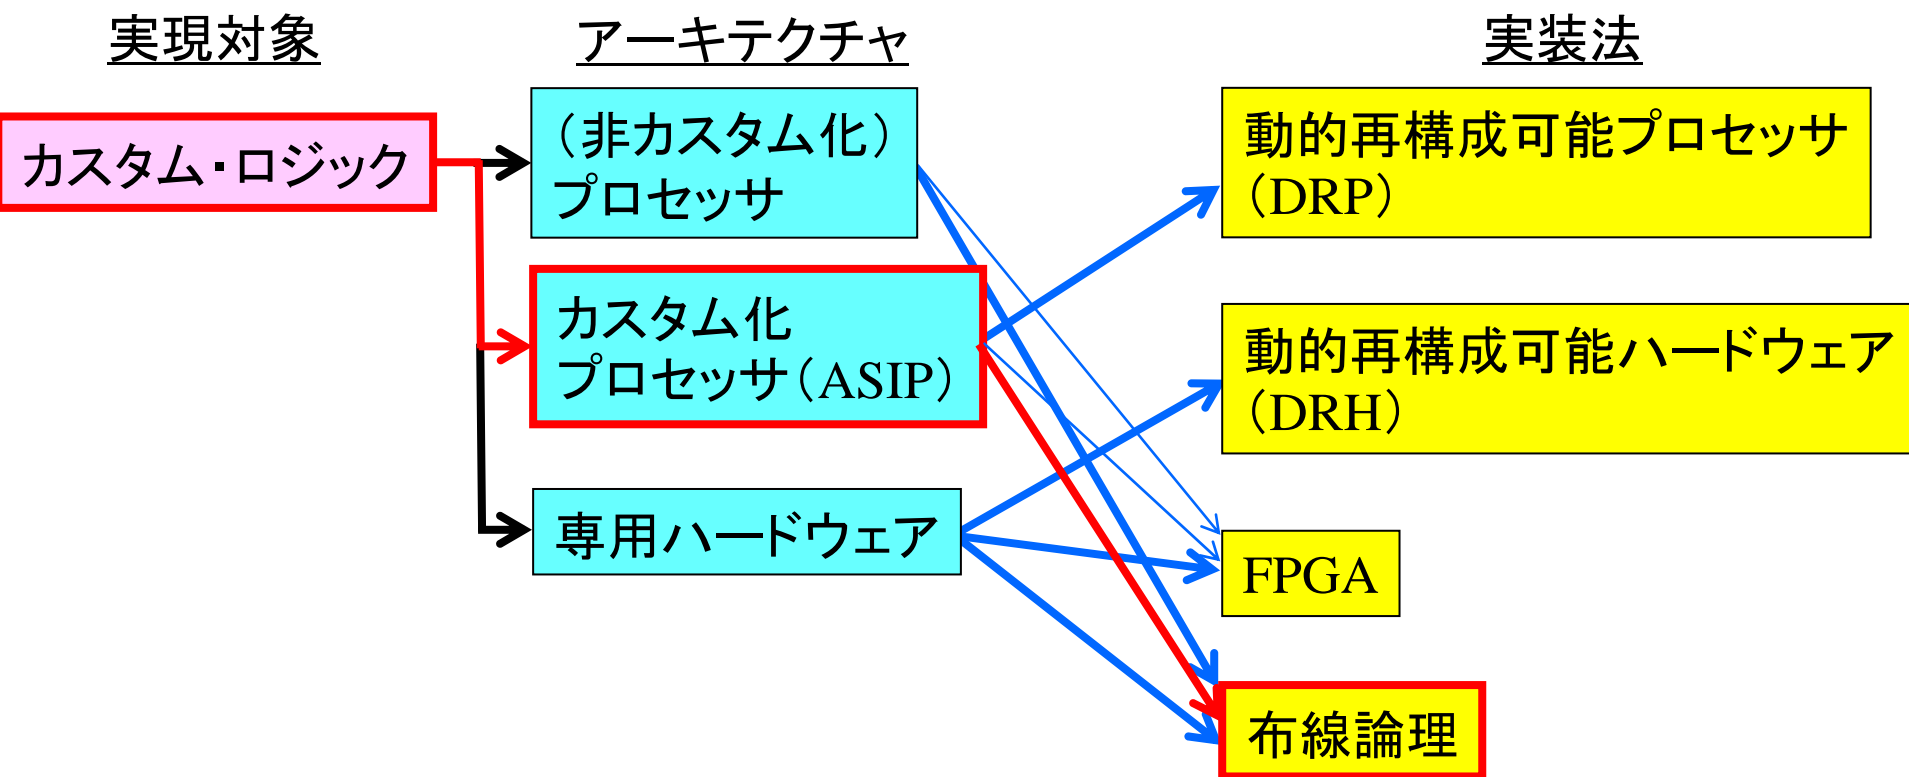 実現対象
アーキテクチャ
実装法
カスタム・ロジック
（非カスタム化）
プロセッサ
カスタム化
プロセッサ（ASIP）
専用ハードウェア
動的再構成可能プロセッサ
（DRP）
動的再構成可能ハードウェア
（DRH）
FPGA
布線論理